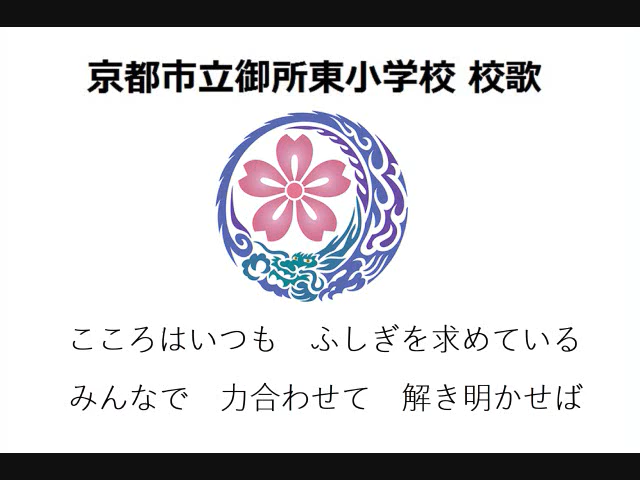 京都市立御所東小学校 校歌
こころはいつも　ふしぎを求めている
みんなで　力合わせて　解き明かせば